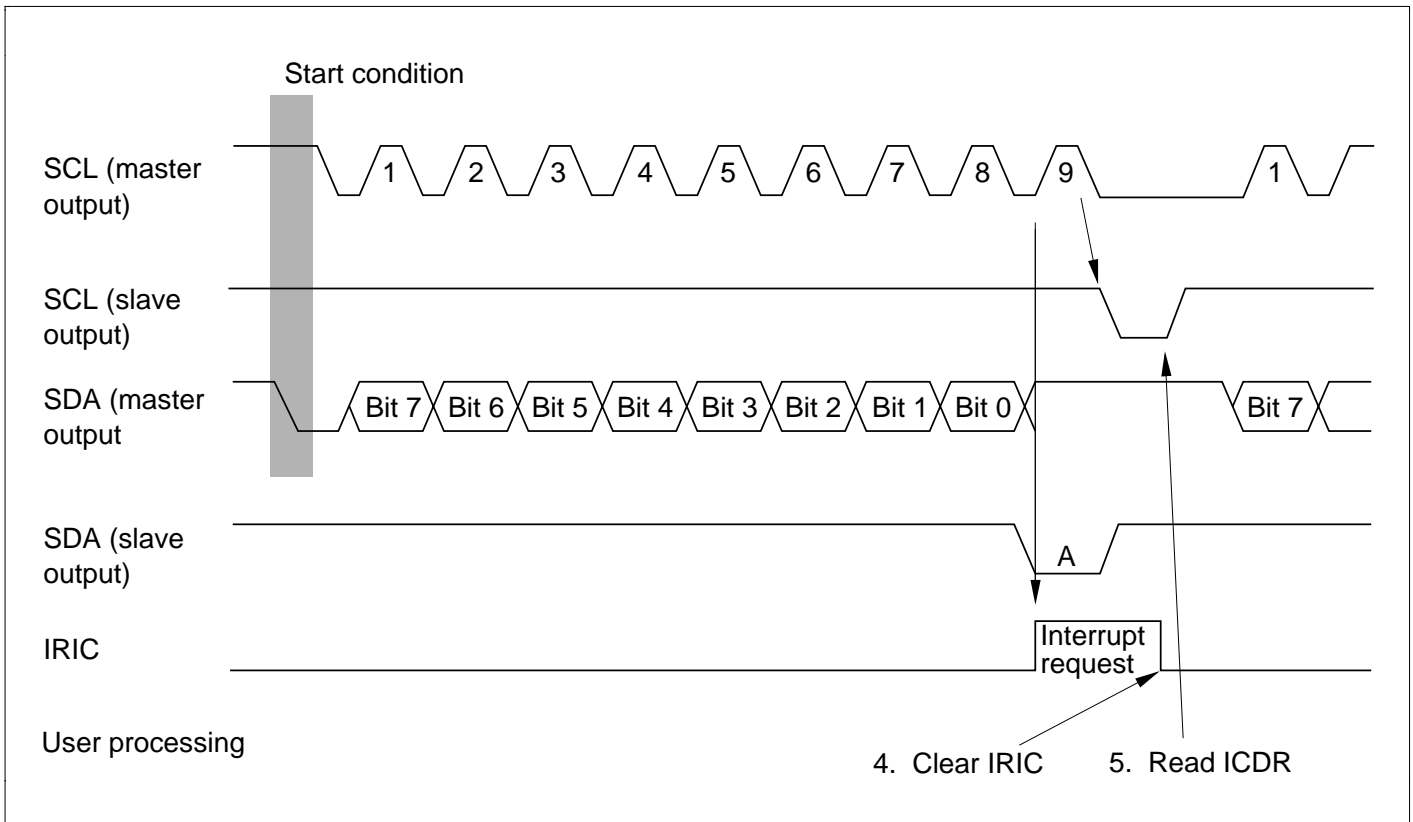 Start condition
SCL (master
output)
1 2 3 4 5 6 7 8 9 1
SCL (slave
output)
SDA (master
output
Bit 7 Bit 6 Bit 5 Bit 4 Bit 3 Bit 2 Bit 1 Bit 0 Bit 7
SDA (slave
output)
A
IRIC
Interrupt
request
User processing
4. Clear IRIC 5. Read ICDR